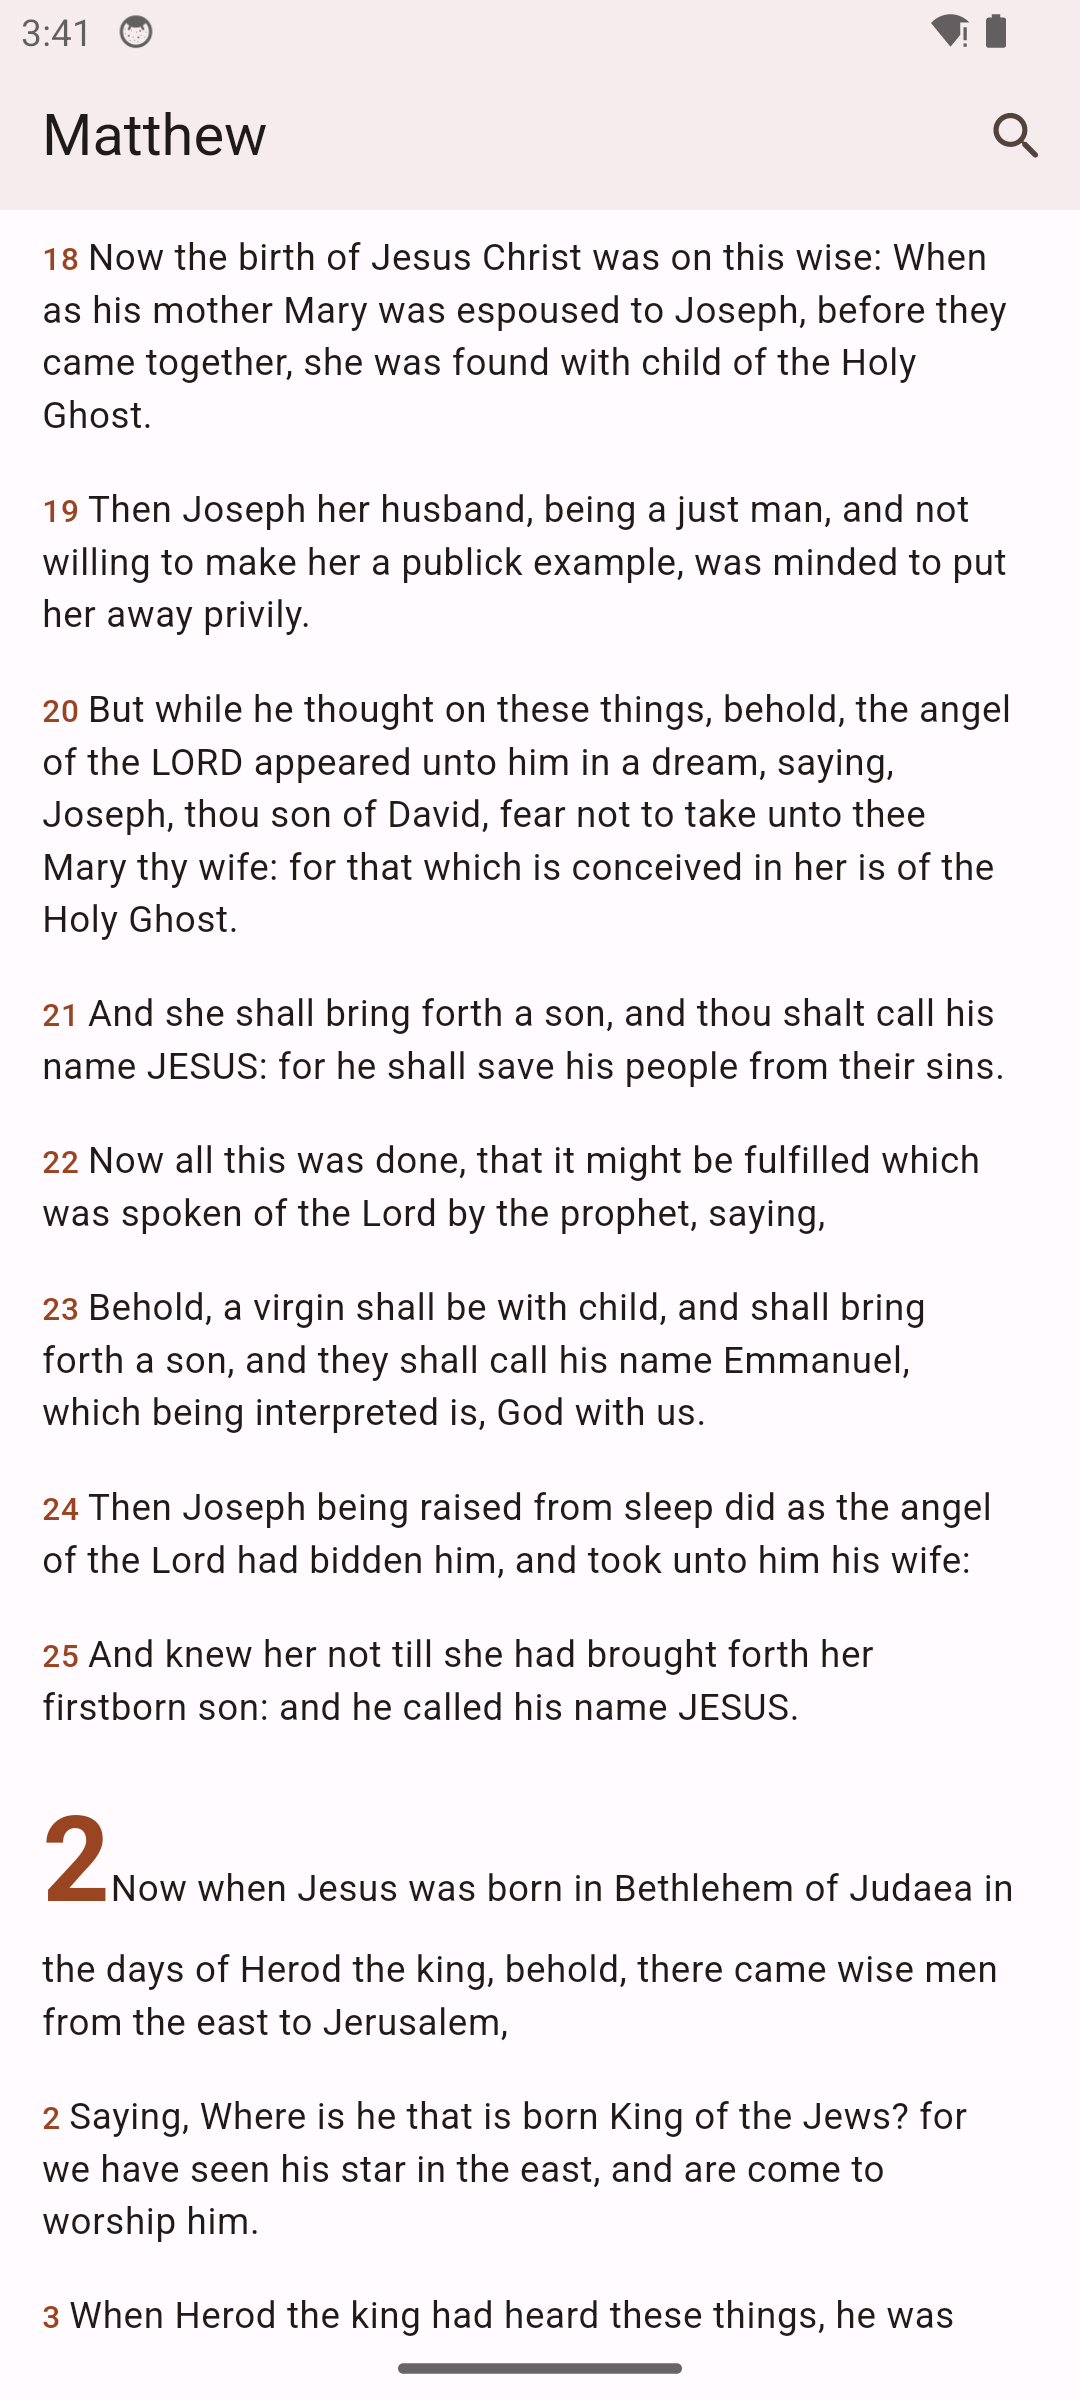 3:41
Matthew
18 Now the birth of Jesus Christ was on this wise: When
as his mother Mary was espoused to Joseph, before they
came together, she was found with child of the Holy
Ghost.
19 Then Joseph her husband, being a just man, and not
willing to make her a publick example, was minded to put
her away privily.
20 But while he thought on these things, behold, the angel
of the LORD appeared unto him in a dream, saying,
Joseph, thou son of David, fear not to take unto thee
Mary thy wife: for that which is conceived in her is of the
Holy Ghost.
21 And she shall bring forth a son, and thou shalt call his
name JESUS: for he shall save his people from their sins.
22 Now all this was done, that it might be fulfilled which
was spoken of the Lord by the prophet, saying,
23 Behold, a virgin shall be with child, and shall bring
forth a son, and they shall call his name Emmanuel,
which being interpreted is, God with us.
24 Then Joseph being raised from sleep did as the angel
of the Lord had bidden him, and took unto him his wife:
25 And knew her not till she had brought forth her
firstborn son: and he called his name JESUS.
2 Now when Jesus was born in Bethlehem of Judaea in
the days of Herod the king, behold, there came wise men
from the east to Jerusalem,
2 Saying, Where is he that is born King of the Jews? for
we have seen his star in the east, and are come to
worship him.
3 When Herod the king had heard these things, he was